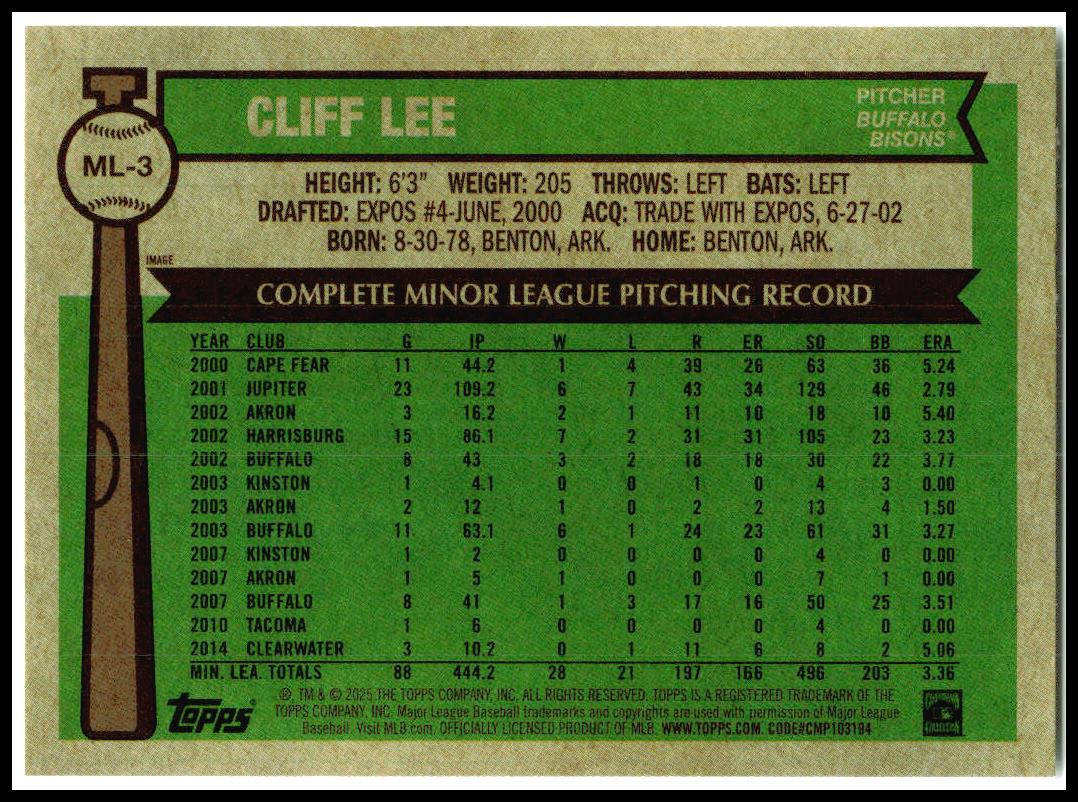 CLIFF LEE
PITCHER
BUFFALO
BISONS®
ML-3
HEIGHT: 6'3" WEIGHT: 205 THROWS: LEFT BATS: LEFT
DRAFTED: EXPOS #4-JUNE, 2000 ACQ: TRADE WITH EXPOS, 6-27-02
BORN: 8-30-78, BENTON, ARK. HOME: BENTON, ARK.
IMAGE
COMPLETE MINOR LEAGUE PITCHING RECORD
YEAR CLUB G IP W L R ER SO BB ERA
2000 CAPE FEAR 11 44.2 1 4 39 26 63 36 5.24
2001 JUPITER 23 109.2 6 7 43 34 129 46 2.79
2002 AKRON 3 16.2 2 1 11 10 18 10 5.40
2002 HARRISBURG 15 86.1 7 2 31 31 105 23 3.23
2002 BUFFALO 8 43 3 2 18 18 30 22 3.77
2003 KINSTON 1 4.1 0 0 1 0 4 3 0.00
2003 AKRON 2 12 1 0 2 2 13 4 1.50
2003 BUFFALO 11 63.1 6 1 24 23 61 31 3.27
2007 KINSTON 1 2 0 0 0 0 4 0 0.00
2007 AKRON 1 5 1 0 0 0 7 1 0.00
2007 BUFFALO 8 41 1 3 17 16 50 25 3.51
2010 TACOMA 1 6 0 0 0 0 4 0 0.00
2014 CLEARWATER 3 10.2 0 1 11 6 8 2 5.06
MIN. LEA. TOTALS 88 444.2 28 21 197 166 496 203 3.36
Topps®
®, TM & © 2025 THE TOPPS COMPANY, INC. ALL RIGHTS RESERVED. TOPPS IS A REGISTERED TRADEMARK OF THE
TOPPS COMPANY, INC. Major League Baseball trademarks and copyrights are used with permission of Major League
Baseball. Visit MLB.com. OFFICIALLY LICENSED PRODUCT OF MLB. WWW.TOPPS.COM. CODE#CMP103194